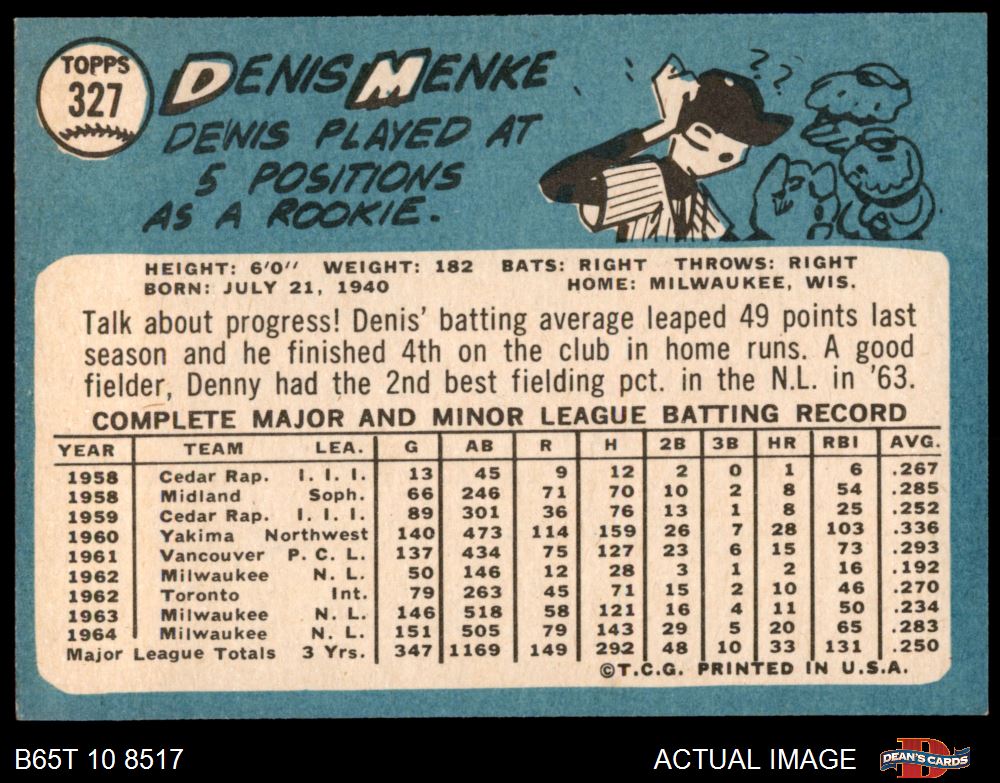 TOPPS
327
DENIS MENKE
DENIS PLAYED AT
5 POSITIONS
AS A ROOKIE.
??
HEIGHT: 6'0" WEIGHT: 182 BATS: RIGHT THROWS: RIGHT
BORN: JULY 21, 1940 HOME: MILWAUKEE, WIS.
Talk about progress! Denis' batting average leaped 49 points last
season and he finished 4th on the club in home runs. A good
fielder, Denny had the 2nd best fielding pct. in the N.L. in '63.
COMPLETE MAJOR AND MINOR LEAGUE BATTING RECORD
YEAR TEAM LEA. G AB R H 2B 3B HR RBI AVG.
1958 Cedar Rap. I. I. I. 13 45 9 12 2 0 1 6 .267
1958 Midland Soph. 66 246 71 70 10 2 8 54 .285
1959 Cedar Rap. I. I. I. 89 301 36 76 13 1 8 25 .252
1960 Yakima Northwest 140 473 114 159 26 7 28 103 .336
1961 Vancouver P. C. L. 137 434 75 127 23 6 15 73 .293
1962 Milwaukee N. L. 50 146 12 28 3 1 2 16 .192
1962 Toronto Int. 79 263 45 71 15 2 10 46 .270
1963 Milwaukee N. L. 146 518 58 121 16 4 11 50 .234
1964 Milwaukee N. L. 151 505 79 143 29 5 20 65 .283
Major League Totals 3 Yrs. 347 1169 149 292 48 10 33 131 .250
©T.C.G. PRINTED IN U.S.A.
B65T 10 8517 ACTUAL IMAGE DEAN'S CARDS